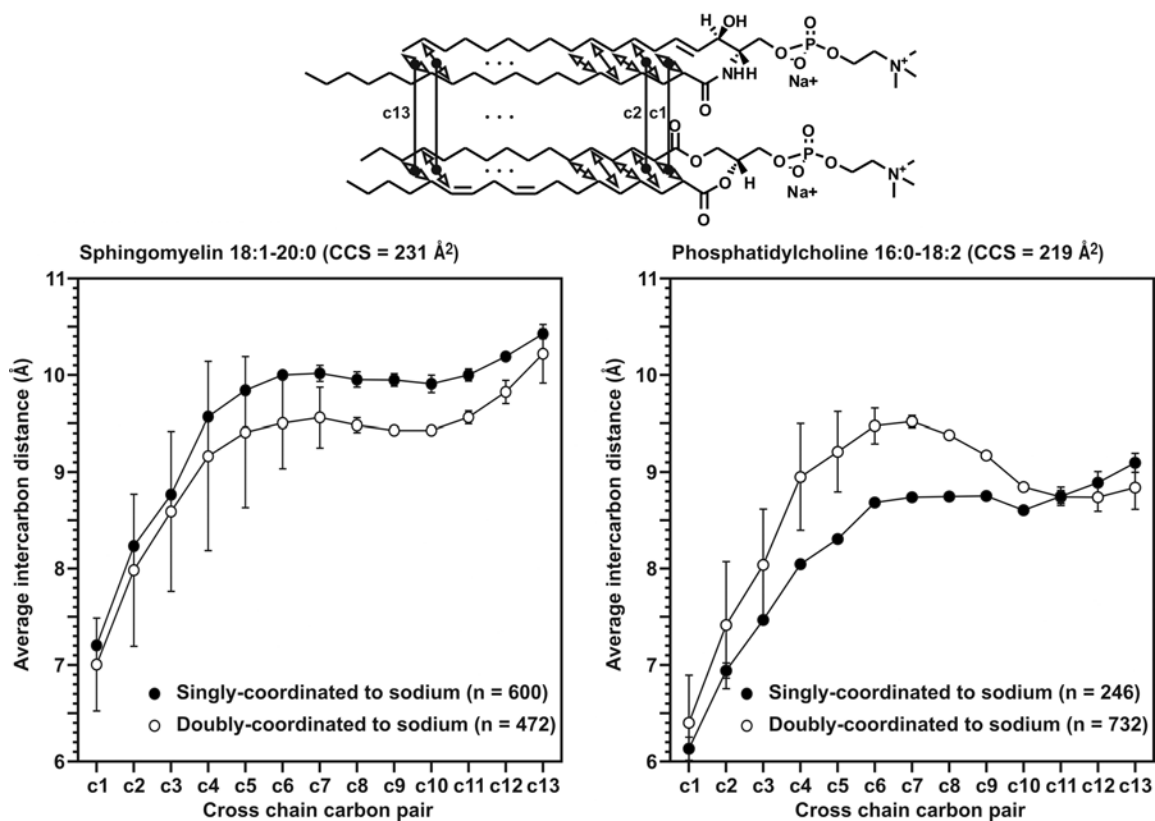 H OH
O
O P O
-O
N+
NH
H
Na+
O
c13
. . .
c2 c1
. . .
O
O
O
O P O
-O
N+
O
H
Na+
O
Sphingomyelin 18:1-20:0 (CCS = 231 Å²)
Phosphatidylcholine 16:0-18:2 (CCS = 219 Å²)
Average intercarbon distance (Å)
11
10
9
8
7
6
Singly-coordinated to sodium (n = 600)
Doubly-coordinated to sodium (n = 472)
c1 c2 c3 c4 c5 c6 c7 c8 c9 c10 c11 c12 c13
Cross chain carbon pair
Average intercarbon distance (Å)
11
10
9
8
7
6
Singly-coordinated to sodium (n = 246)
Doubly-coordinated to sodium (n = 732)
c1 c2 c3 c4 c5 c6 c7 c8 c9 c10 c11 c12 c13
Cross chain carbon pair